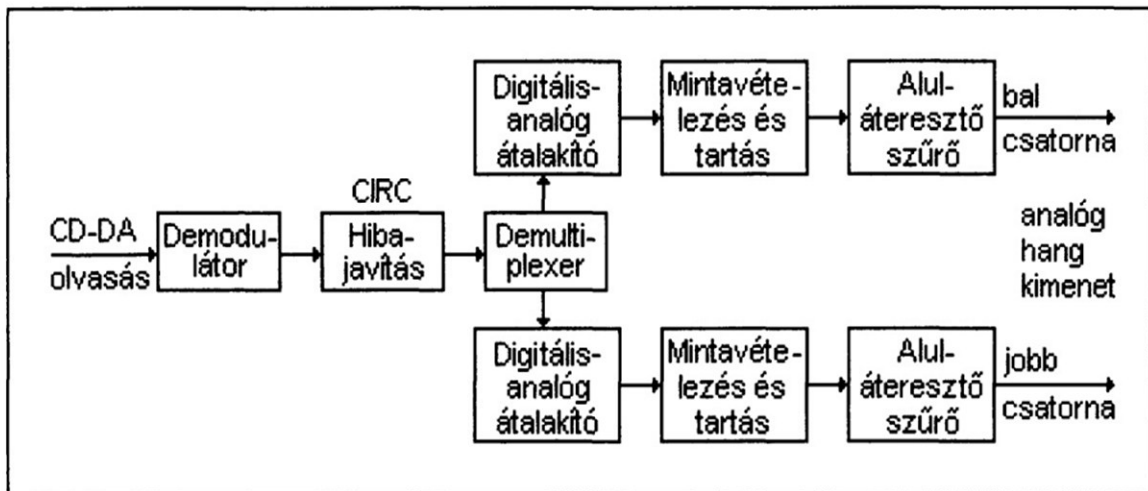 Digitális-
analóg
átalakító
Mintavéte-
lezés és
tartás
Alul-
áteresztő
szűrő
bal
csatorna
CD-DA
olvasás
Demodu-
látor
CIRC
Hiba-
javítás
Demulti-
plexer
analóg
hang
kimenet
Digitális-
analóg
átalakító
Mintavéte-
lezés és
tartás
Alul-
áteresztő
szűrő
jobb
csatorna